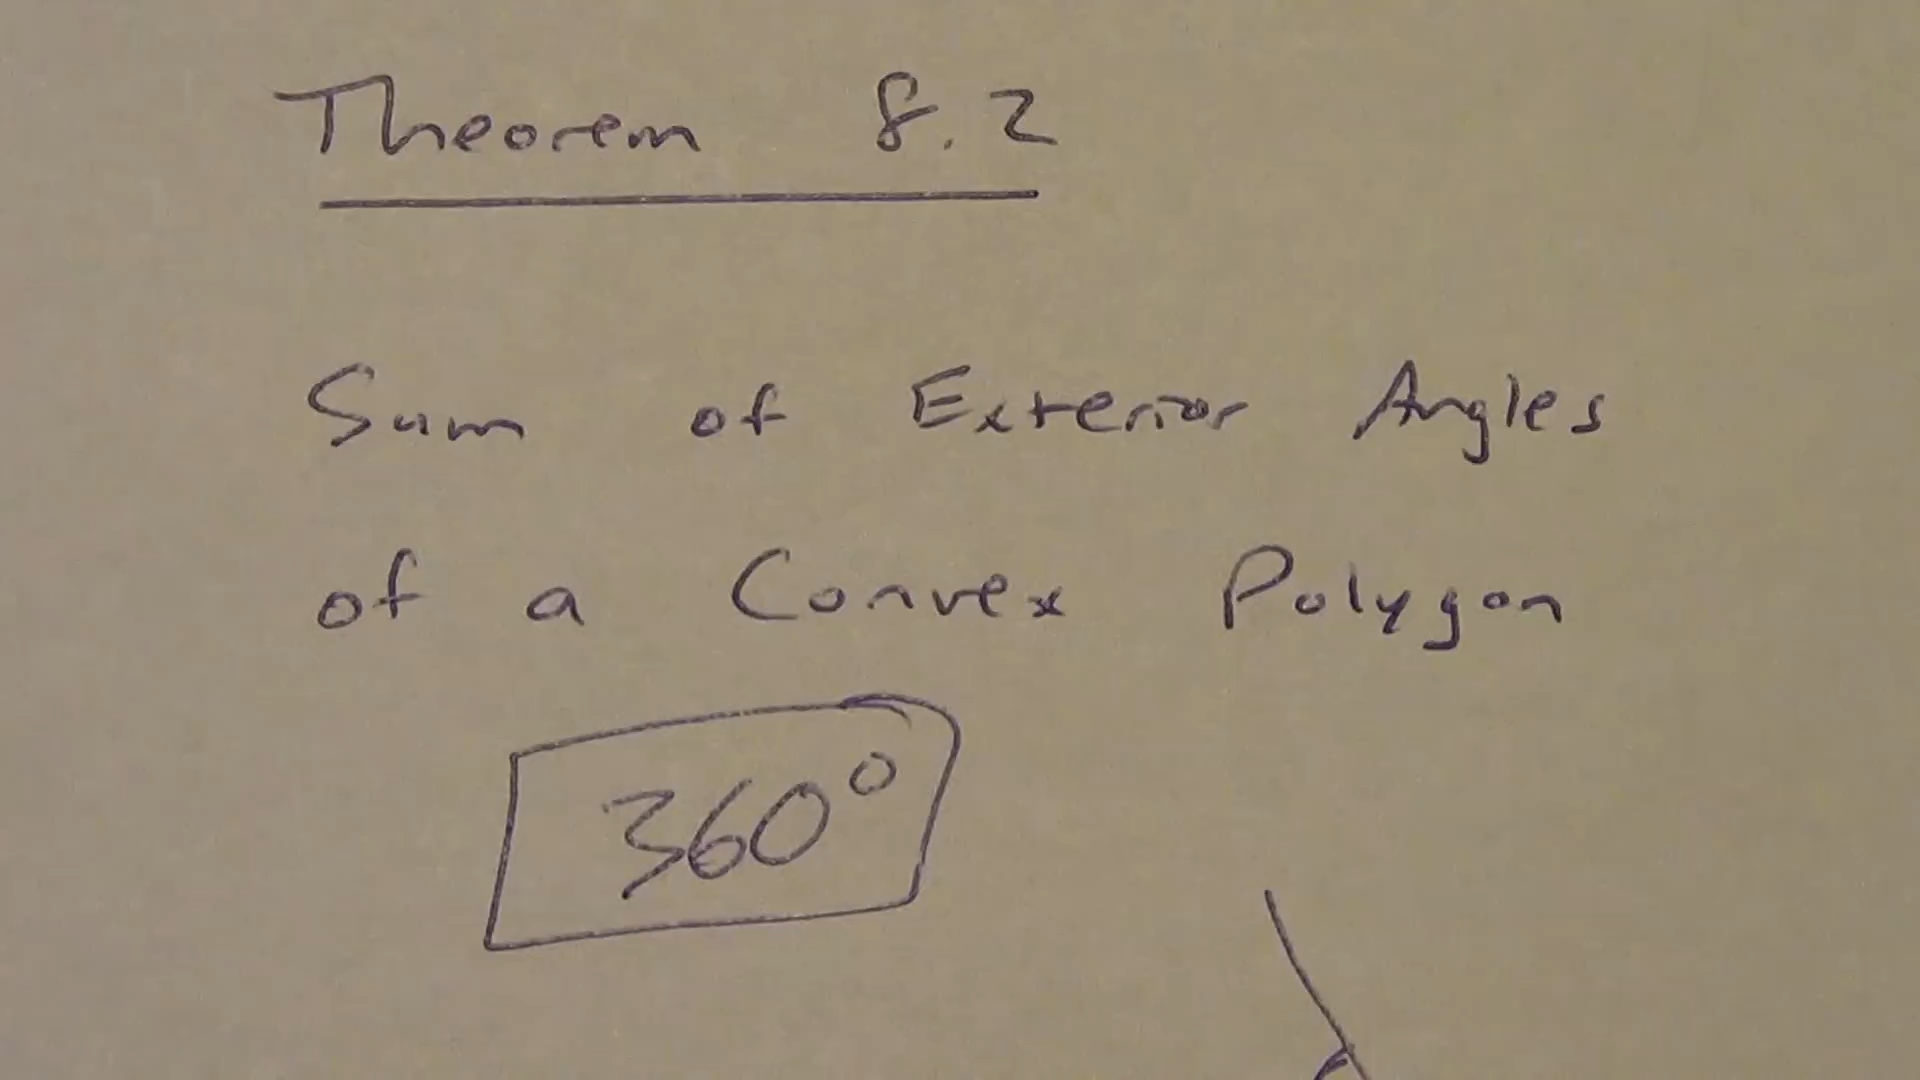 Theorem 8.2
Sum of Exterior Angles
of a Convex Polygon
360°